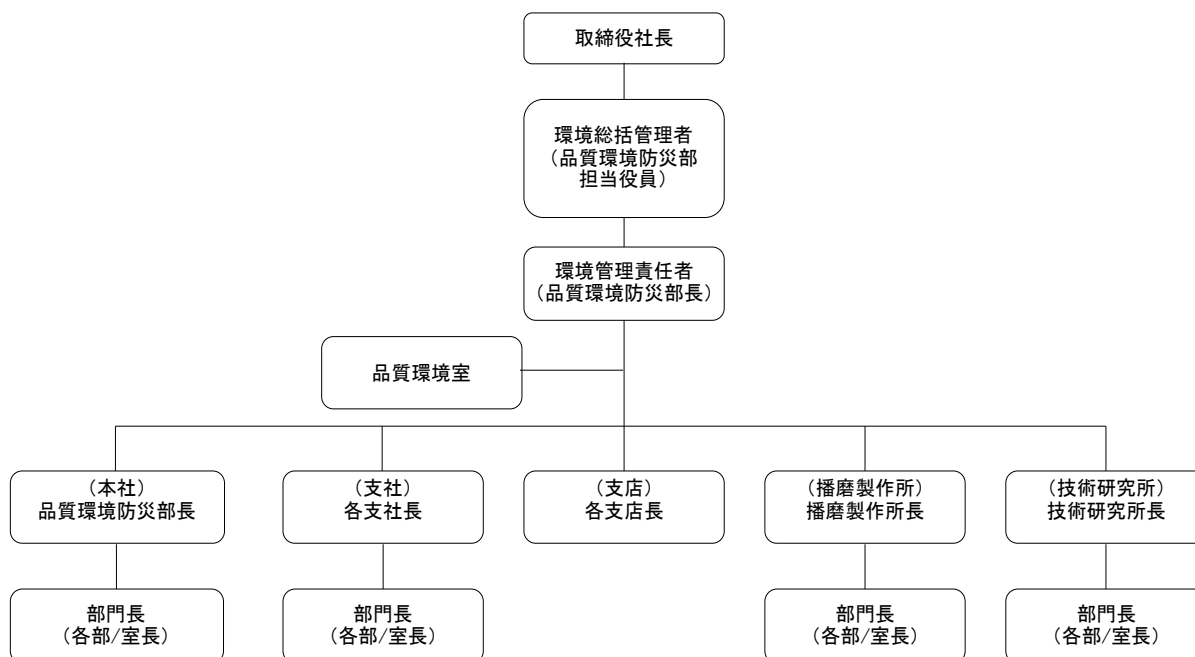 取締役社長
環境総括管理者
（品質環境防災部
担当役員）
環境管理責任者
（品質環境防災部長）
品質環境室
（本社）
品質環境防災部長
（支社）
各支社長
（支店）
各支店長
（播磨製作所）
播磨製作所長
（技術研究所）
技術研究所長
部門長
（各部/室長）
部門長
（各部/室長）
部門長
（各部/室長）
部門長
（各部/室長）